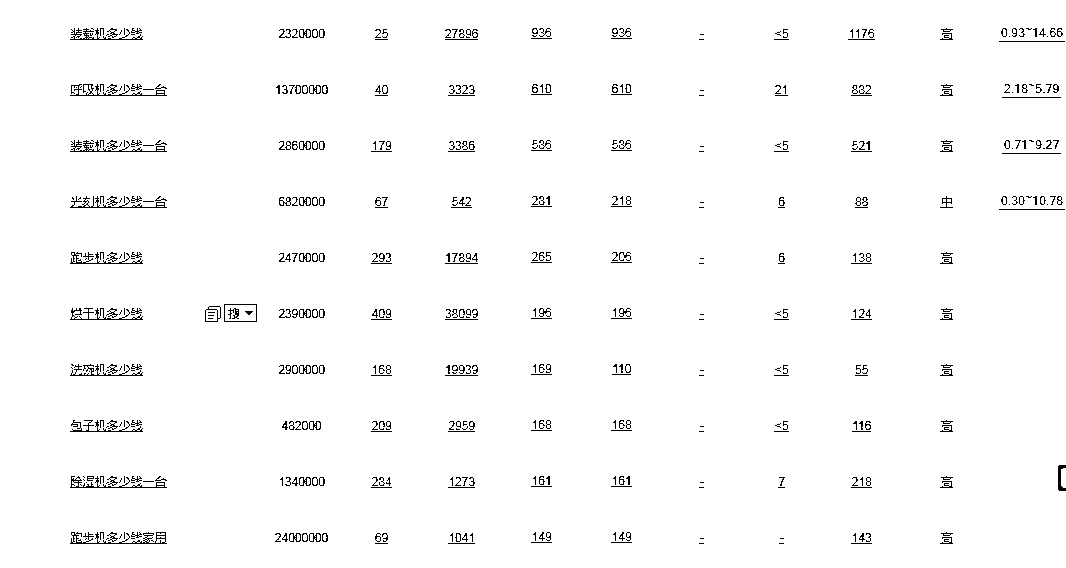 装载机多少钱 2320000 25 27896 936 936 - <5 1176 高 0.93~14.66
呼吸机多少钱一台 13700000 40 3323 610 610 - 21 882 高 2.18~5.79
装载机多少钱一台 2860000 179 3386 536 536 - <5 521 高 0.71~9.27
光刻机多少钱一台 6820000 67 542 231 218 - 6 88 中 0.30~10.78
跑步机多少钱 2470000 293 17894 265 206 - 6 138 高
烘干机多少钱 搜 2390000 409 38099 196 196 - <5 124 高
洗碗机多少钱 2900000 168 19939 169 110 - <5 55 高
包子机多少钱 482000 209 2959 168 168 - <5 116 高
除湿机多少钱一台 1340000 234 1273 161 161 - 7 218 高
跑步机多少钱家用 24000000 69 1041 149 149 - - 143 高